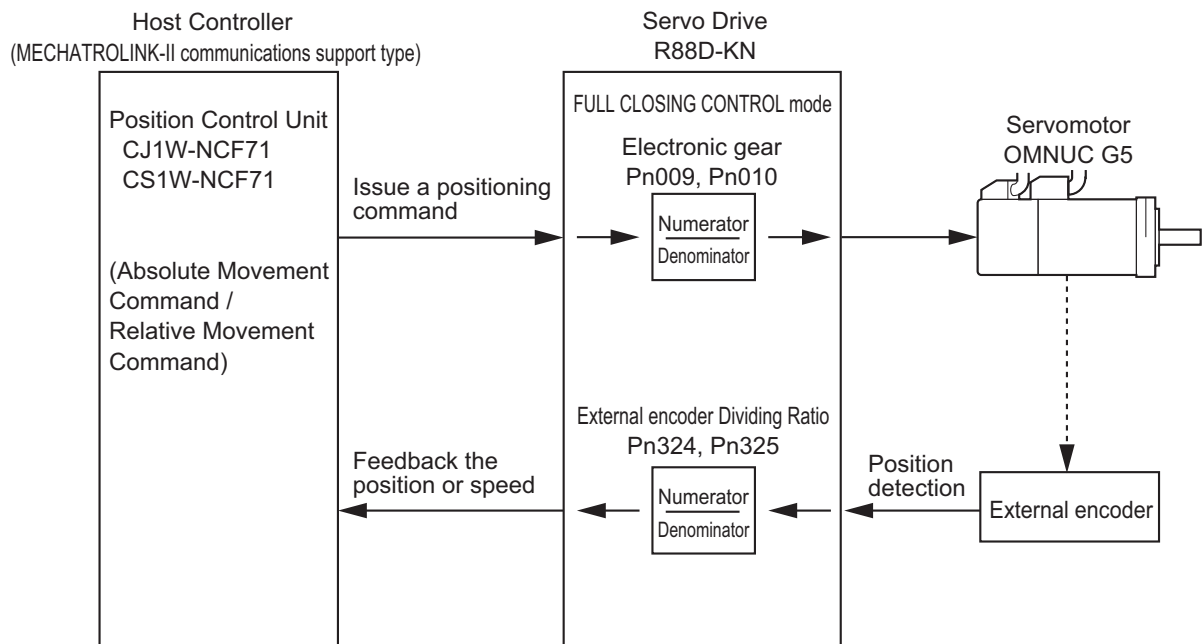 Host Controller
(MECHATROLINK-II communications support type)
Position Control Unit
CJ1W-NCF71
CS1W-NCF71
(Absolute Movement
Command /
Relative Movement
Command)
Issue a positioning
command
Feedback the
position or speed
Servo Drive
R88D-KN
FULL CLOSING CONTROL mode
Electronic gear
Pn009, Pn010
Numerator
Denominator
External encoder Dividing Ratio
Pn324, Pn325
Numerator
Denominator
Servomotor
OMNUC G5
Position
detection
External encoder